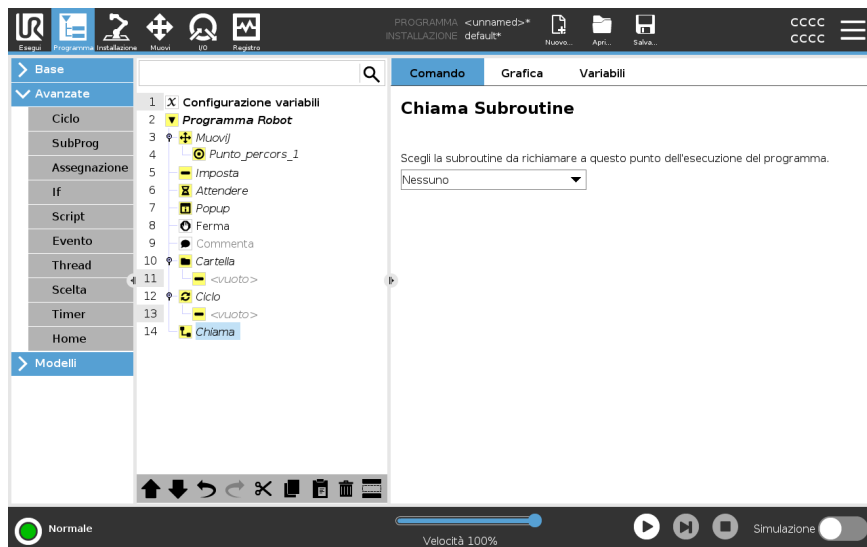 PROGRAMMA <unnamed>*
INSTALLAZIONE default*
UR
Esegui
Programma
Installazione
Muovi
I/O
Registro
Nuovo...
Apri...
Salva...
CCCC
CCCC
Base
Avanzate
Ciclo
SubProg
Assegnazione
If
Script
Evento
Thread
Scelta
Timer
Home
Modelli
1 X Configurazione variabili
2 Programma Robot
3 MuoviJ
4 Punto_percors_1
5 Imposta
6 Attendere
7 Popup
8 Ferma
9 Commenta
10 Cartella
11 <vuoto>
12 Ciclo
13 <vuoto>
14 Chiama
Comando Grafica Variabili
Chiama Subroutine
Scegli la subroutine da richiamare a questo punto dell'esecuzione del programma.
Nessuno
Normale
Velocità 100%
Simulazione